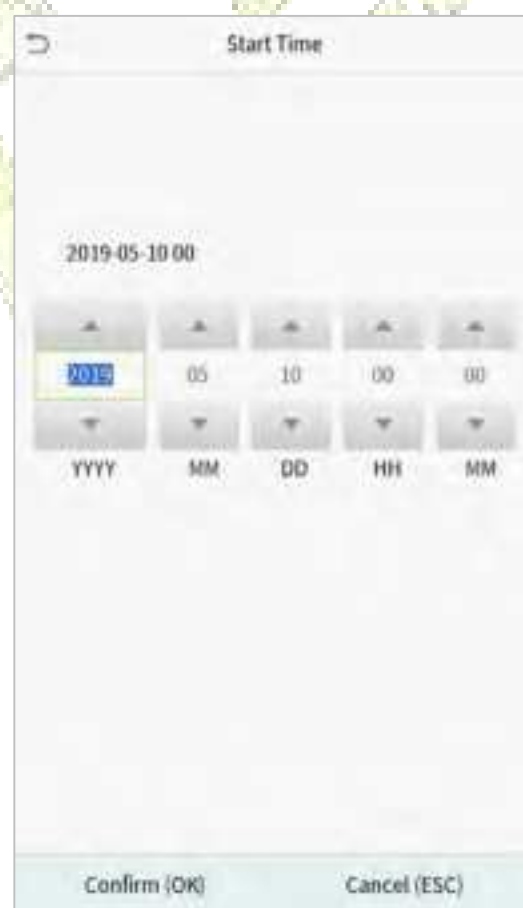 Start Time
2019-05-10 00
2019 05 10 00 00
YYYY MM DD HH MM
Confirm (OK) Cancel (ESC)